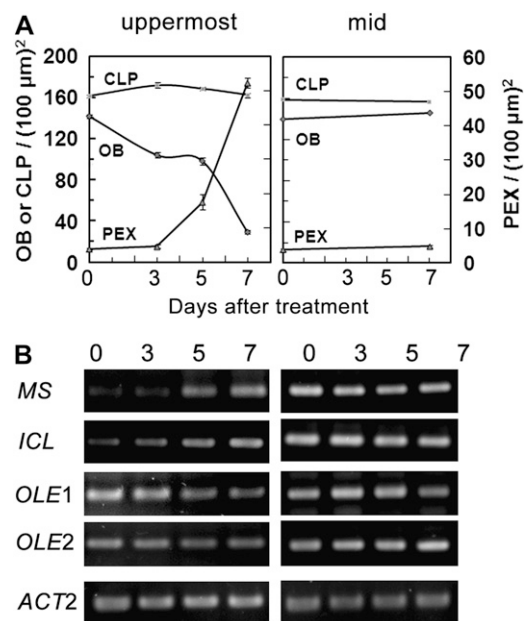 A
uppermost mid
OB or CLP / (100 μm)²
200
160
120
80
40
0
CLP
OB
PEX
CLP
OB
PEX
60
50
40
30
20
10
0
PEX / (100 μm)²
0 3 5 7 0 3 5 7
Days after treatment
B
0 3 5 7 0 3 5 7
MS
ICL
OLE1
OLE2
ACT2